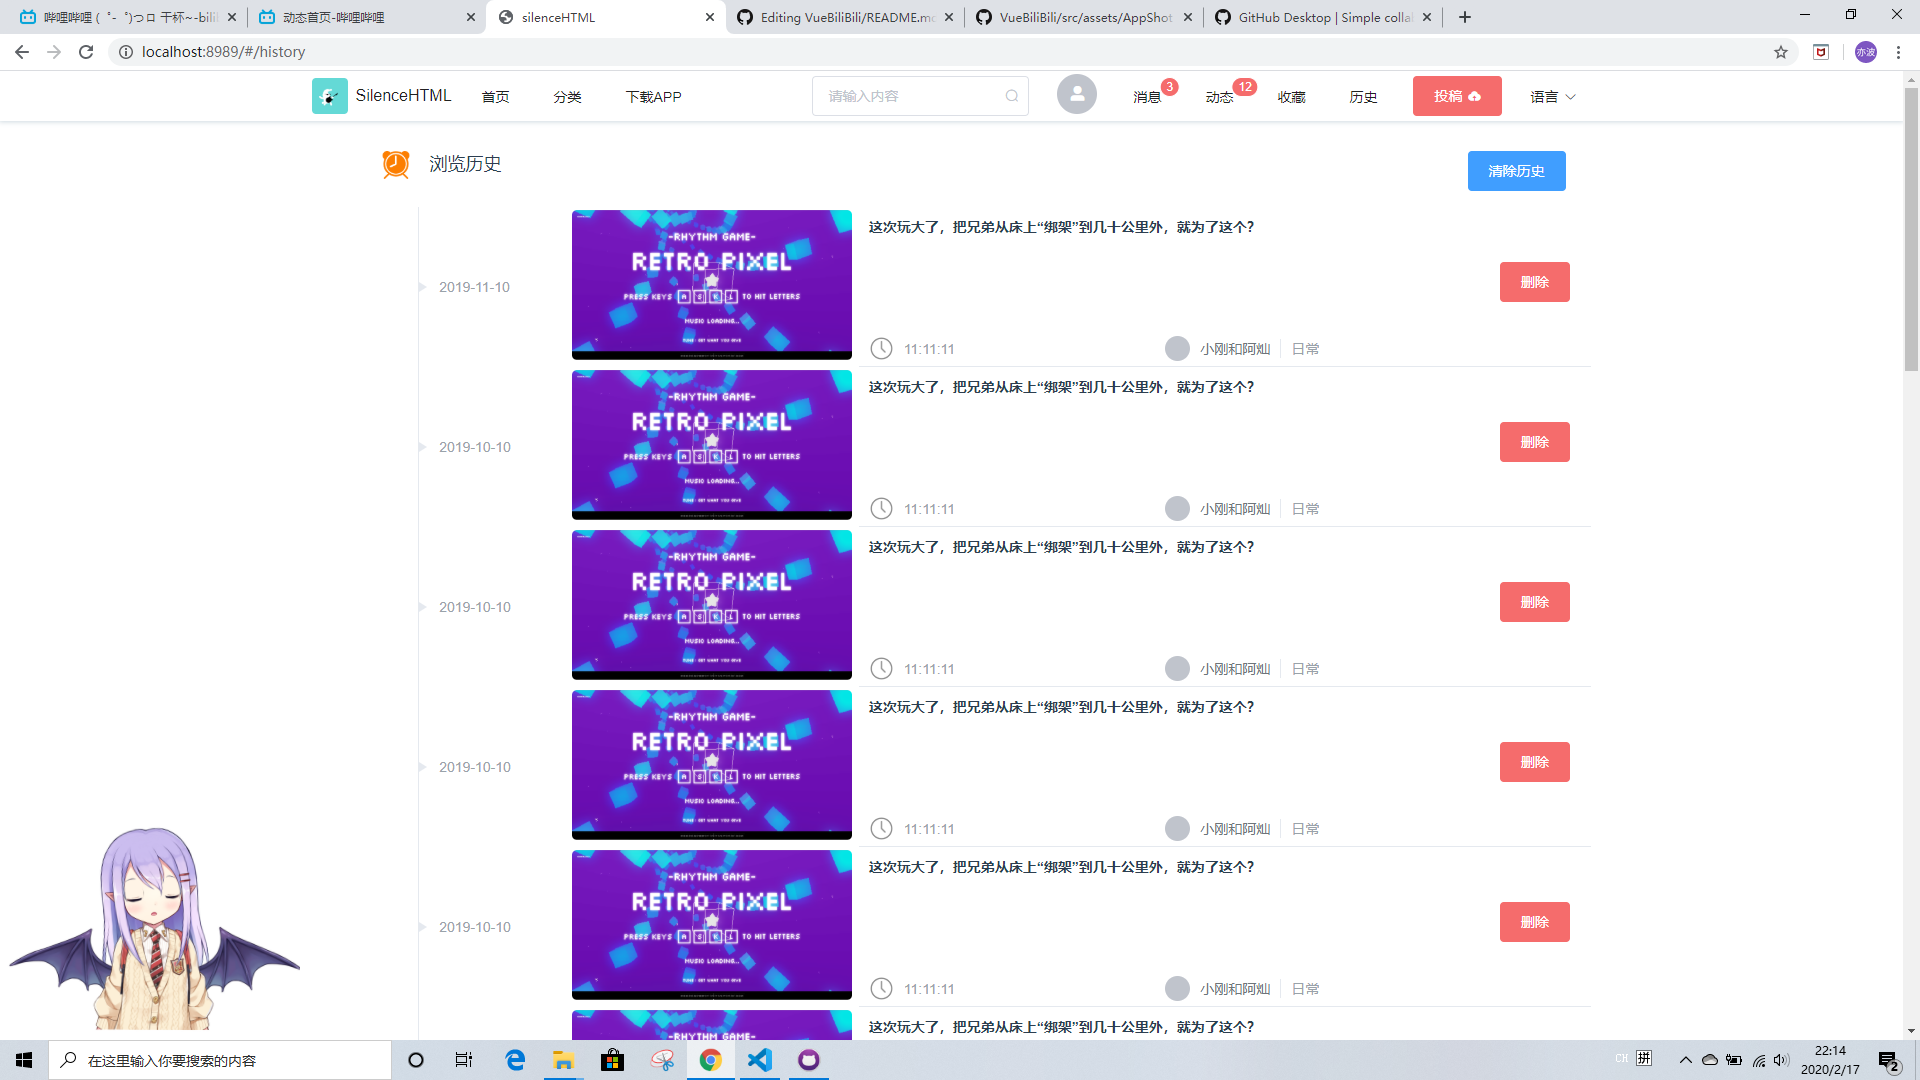 哔哩哔哩 ( ゜- ゜)つロ 干杯~-bili
动态首页-哔哩哔哩
silenceHTML
Editing VueBiliBili/README.m
VueBiliBili/src/assets/AppShot
GitHub Desktop | Simple colla
localhost:8989/#/history
亦波
SilenceHTML
首页
分类
下载APP
请输入内容
消息
3
动态
12
收藏
历史
投稿
语言
浏览历史
清除历史
2019-11-10
-RHYTHM GAME-
RETRO PIXEL
PRESS KEYS A S K L TO HIT LETTERS
MUSIC LOADING...
这次玩大了，把兄弟从床上“绑架”到几十公里外，就为了这个？
删除
11:11:11
小刚和阿灿
日常
2019-10-10
-RHYTHM GAME-
RETRO PIXEL
PRESS KEYS A S K L TO HIT LETTERS
MUSIC LOADING...
这次玩大了，把兄弟从床上“绑架”到几十公里外，就为了这个？
删除
11:11:11
小刚和阿灿
日常
2019-10-10
-RHYTHM GAME-
RETRO PIXEL
PRESS KEYS A S K L TO HIT LETTERS
MUSIC LOADING...
这次玩大了，把兄弟从床上“绑架”到几十公里外，就为了这个？
删除
11:11:11
小刚和阿灿
日常
2019-10-10
-RHYTHM GAME-
RETRO PIXEL
PRESS KEYS A S K L TO HIT LETTERS
MUSIC LOADING...
这次玩大了，把兄弟从床上“绑架”到几十公里外，就为了这个？
删除
11:11:11
小刚和阿灿
日常
2019-10-10
-RHYTHM GAME-
RETRO PIXEL
PRESS KEYS A S K L TO HIT LETTERS
MUSIC LOADING...
这次玩大了，把兄弟从床上“绑架”到几十公里外，就为了这个？
删除
11:11:11
小刚和阿灿
日常
-RHYTHM GAME-
这次玩大了，把兄弟从床上“绑架”到几十公里外，就为了这个？
在这里输入你要搜索的内容
CH
拼
22:14
2020/2/17
2